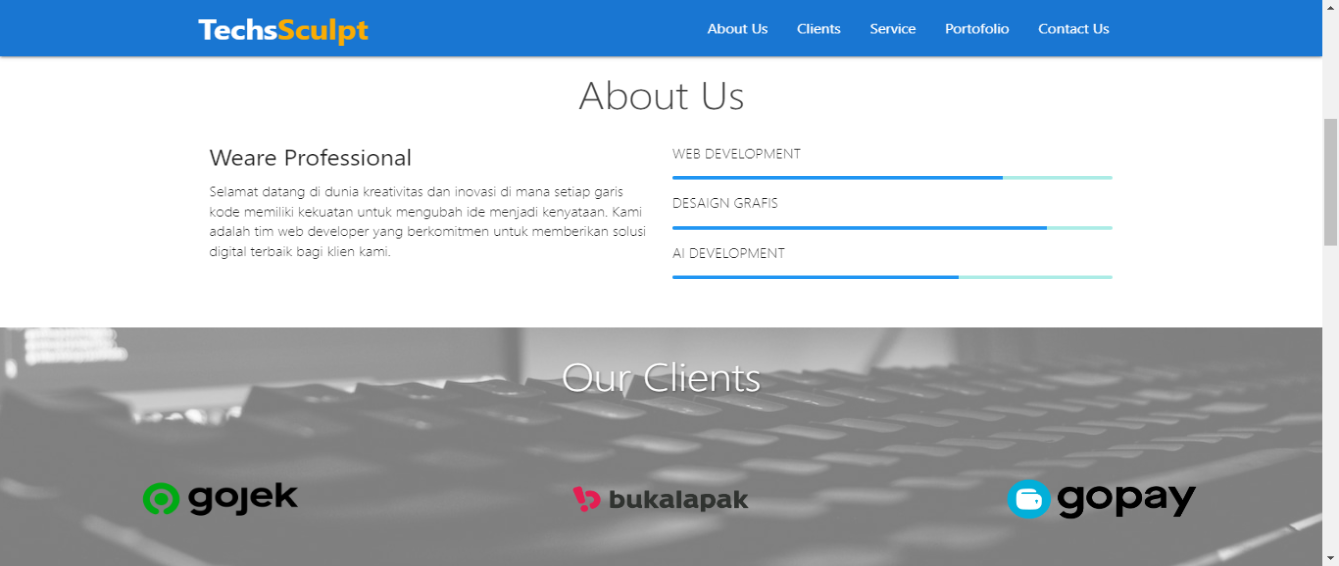 TechsSculpt
About Us
Clients
Service
Portofolio
Contact Us
About Us
Weare Professional
Selamat datang di dunia kreativitas dan inovasi di mana setiap garis
kode memiliki kekuatan untuk mengubah ide menjadi kenyataan. Kami
adalah tim web developer yang berkomitmen untuk memberikan solusi
digital terbaik bagi klien kami.
WEB DEVELOPMENT
DESAIGN GRAFIS
AI DEVELOPMENT
Our Clients
gojek
bukalapak
gopay